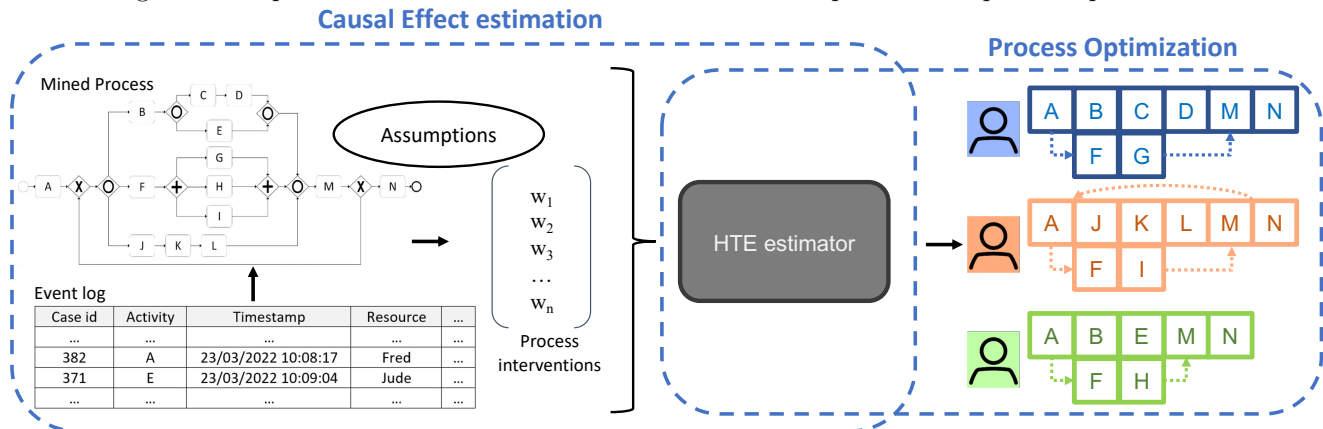 Causal Effect estimation
Process Optimization
Mined Process
C
D
B
E
G
A
F
H
M
N
I
J
K
L
Assumptions
w1
w2
w3
...
wn
Process
interventions
Event log
Case id Activity Timestamp Resource ...
... ... ... ... ...
382 A 23/03/2022 10:08:17 Fred ...
371 E 23/03/2022 10:09:04 Jude ...
... ... ... ... ...
HTE estimator
A B C D M N
F G
A J K L M N
F I
A B E M N
F H